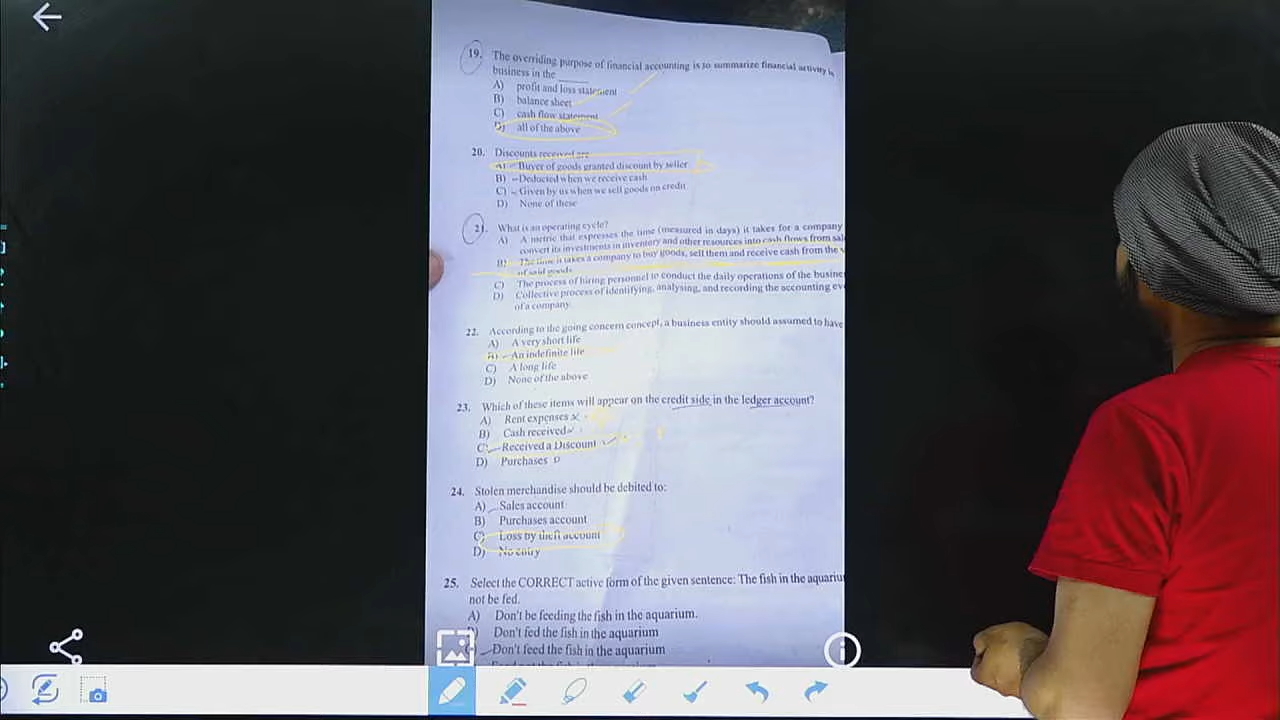 19. The overriding purpose of financial accounting is to summarize financial activity is
business in the ______
A) profit and loss statement
B) balance sheet
C) cash flow statement
D) all of the above
20. Discounts received are
A) Buyer of goods granted discount by seller
B) Deducted when we receive cash
C) Given by us when we sell goods on credit
D) None of these
21. What is an operating cycle?
A) A metric that expresses the time (measured in days) it takes for a company
convert its investments in inventory and other resources into cash flows from sal
B) The time it takes a company to buy goods, sell them and receive cash from the
of said goods
C) The process of hiring personnel to conduct the daily operations of the busine
D) Collective process of identifying, analysing, and recording the accounting ev
of a company
22. According to the going concern concept, a business entity should assumed to have
A) A very short life
B) An indefinite life
C) A long life
D) None of the above
23. Which of these items will appear on the credit side in the ledger account?
A) Rent expenses
B) Cash received
C) Received a Discount
D) Purchases
24. Stolen merchandise should be debited to:
A) Sales account
B) Purchases account
C) Loss by theft account
D) No entry
25. Select the CORRECT active form of the given sentence: The fish in the aquariu
not be fed.
A) Don't be feeding the fish in the aquarium.
) Don't fed the fish in the aquarium
Don't feed the fish in the aquarium